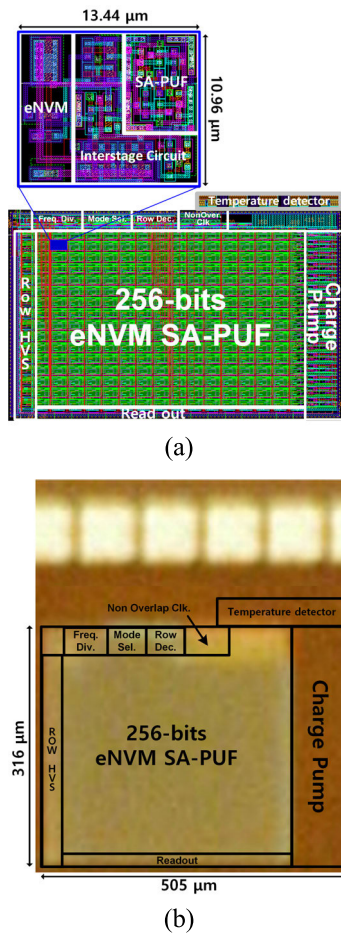 13.44 μm
10.96 μm
eNVM
SA-PUF
Interstage Circuit
Temperature detector
Freq. Div.
Mode Sel.
Row Dec.
NonOver.
Clk.
Row HVS
256-bits
eNVM SA-PUF
Charge
Pump
Read out
(a)
Non Overlap Clk.
Temperature detector
Freq.
Div.
Mode
Sel.
Row
Dec.
316 μm
ROW HVS
256-bits
eNVM SA-PUF
Charge Pump
Readout
505 μm
(b)